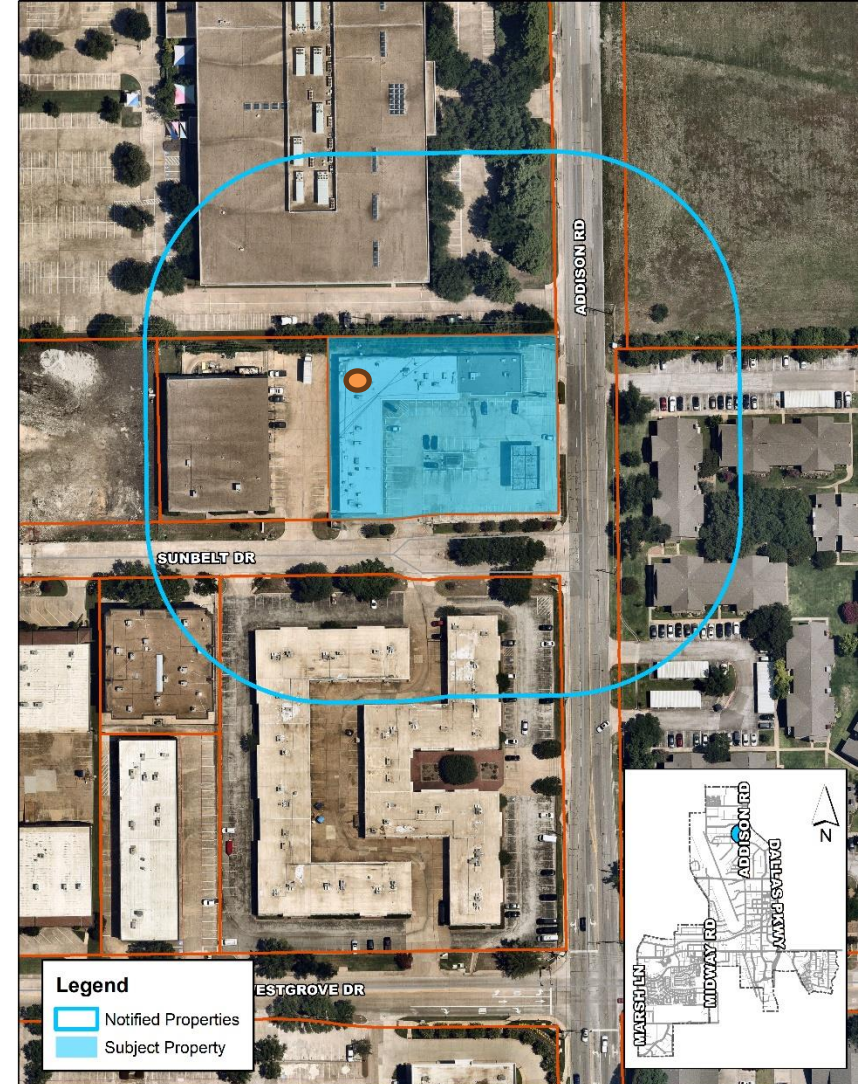 ADDISON RD
SUNBELT DR
ESTGROVE DR
Legend
Notified Properties
Subject Property
ADDISON RD
DALLAS PKWY
MIDWAY RD
MARSH LN
N